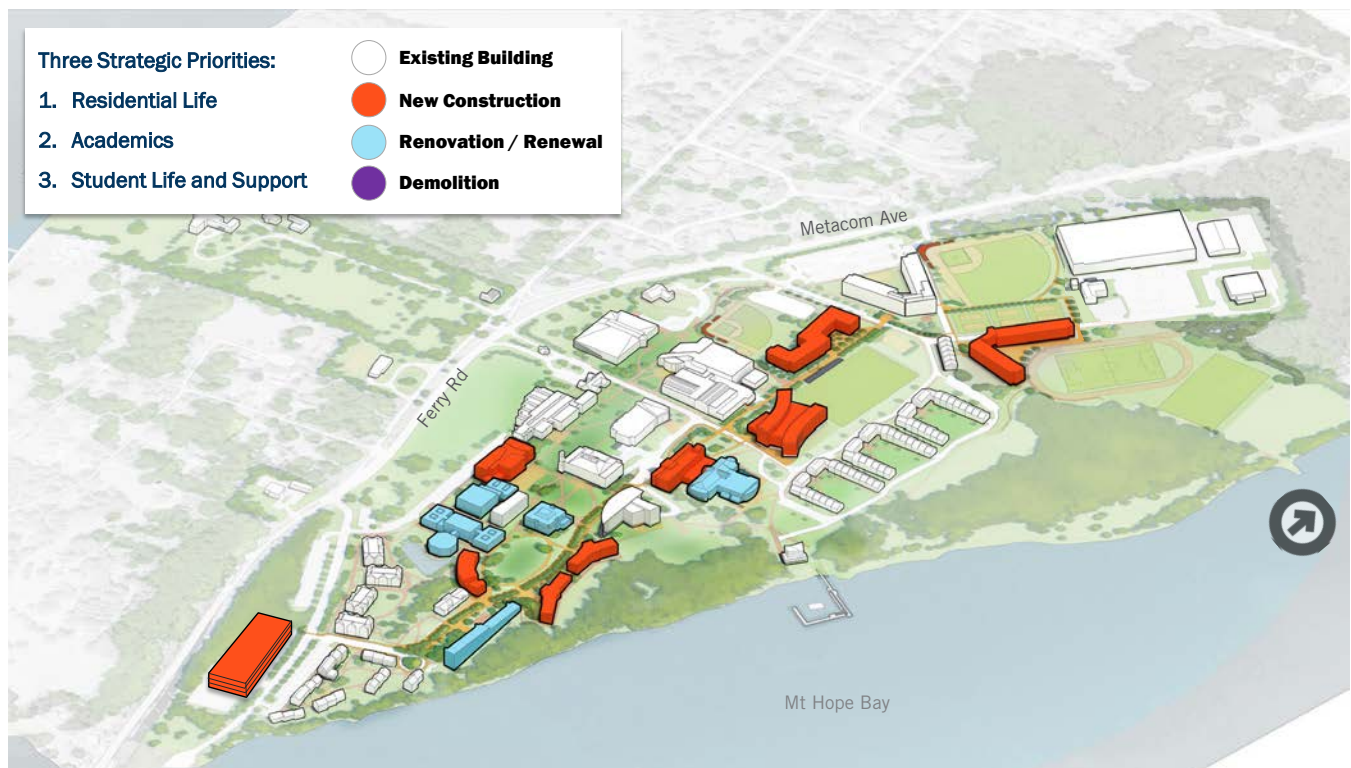 Three Strategic Priorities:
1. Residential Life
2. Academics
3. Student Life and Support
Existing Building
New Construction
Renovation / Renewal
Demolition
Metacom Ave
Ferry Rd
Mt Hope Bay